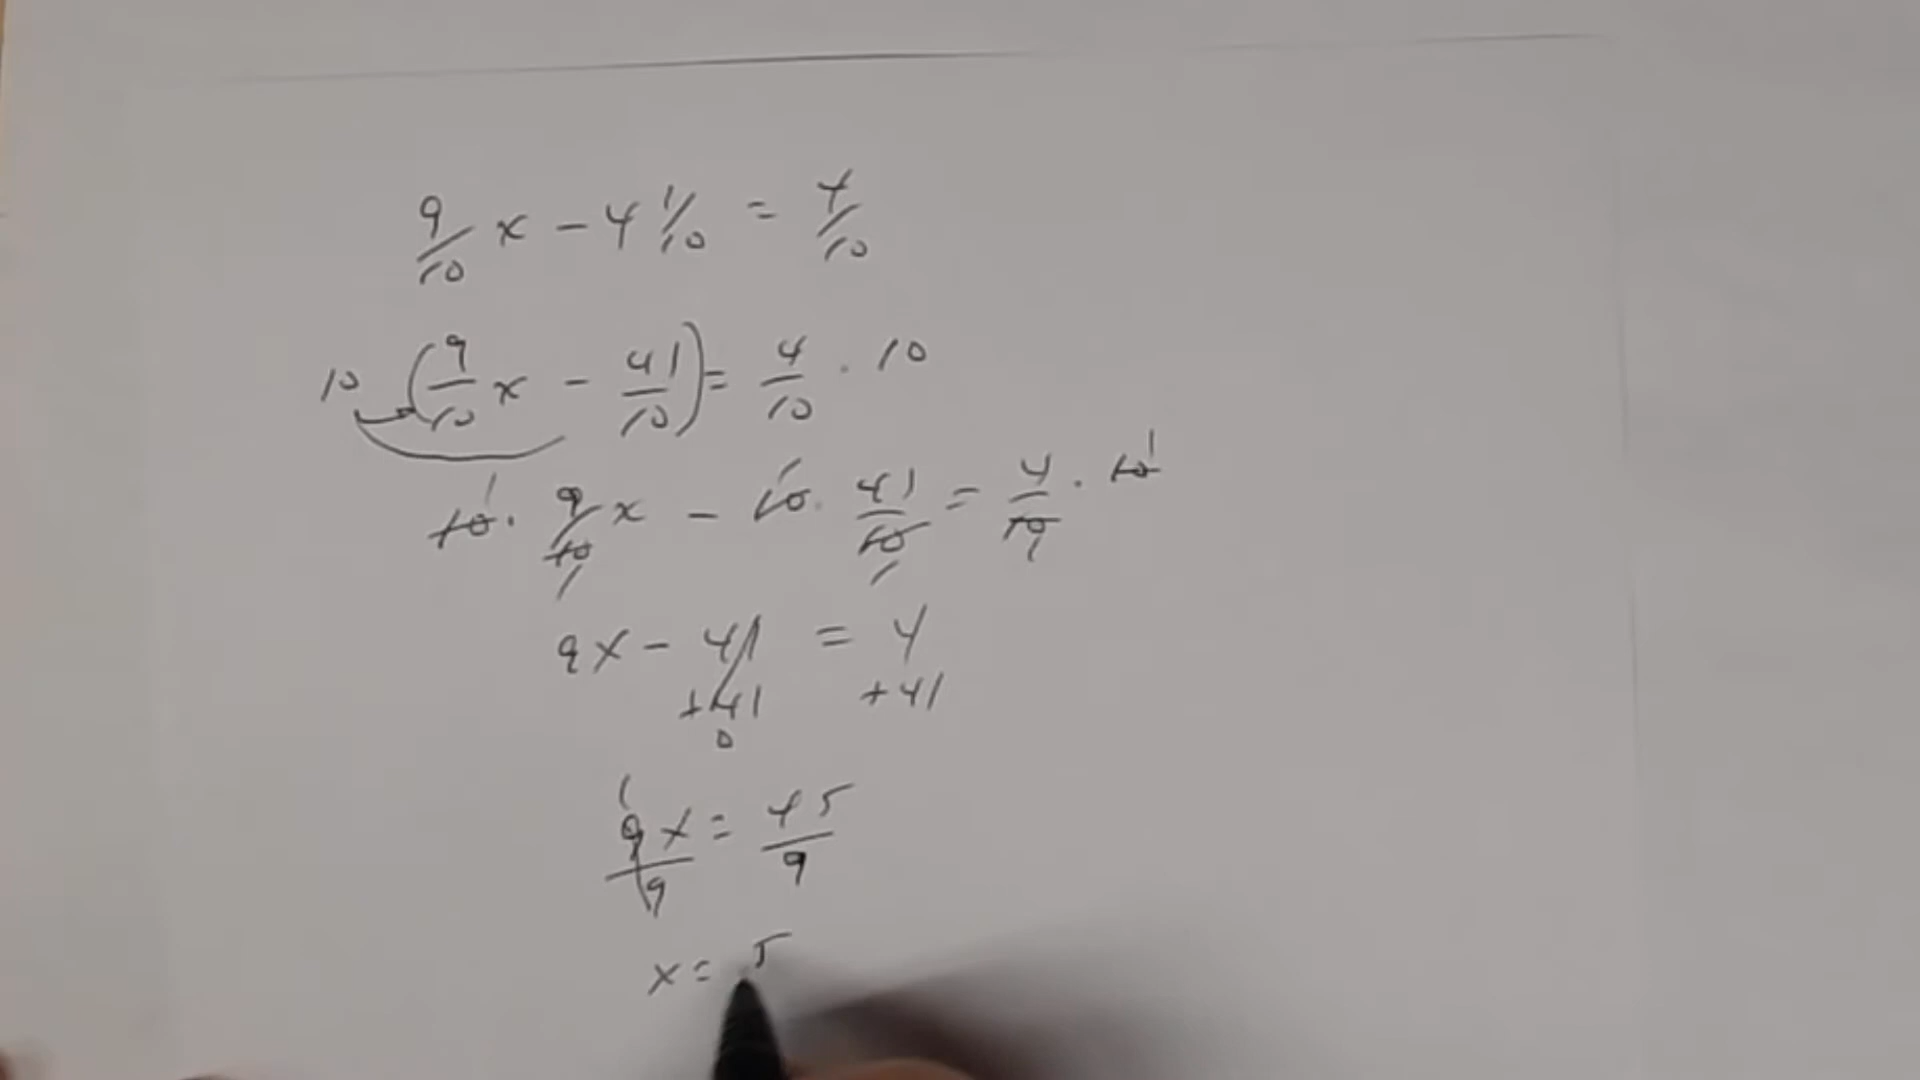 9/10 x - 4 1/10 = 4/10
10 (9/10 x - 41/10) = 4/10 · 10
10 · 9/10 x - 10 · 41/10 = 4/10 · 10
9x - 41 = 4
+41 +41
0
9x/9 = 45/9
x = 5